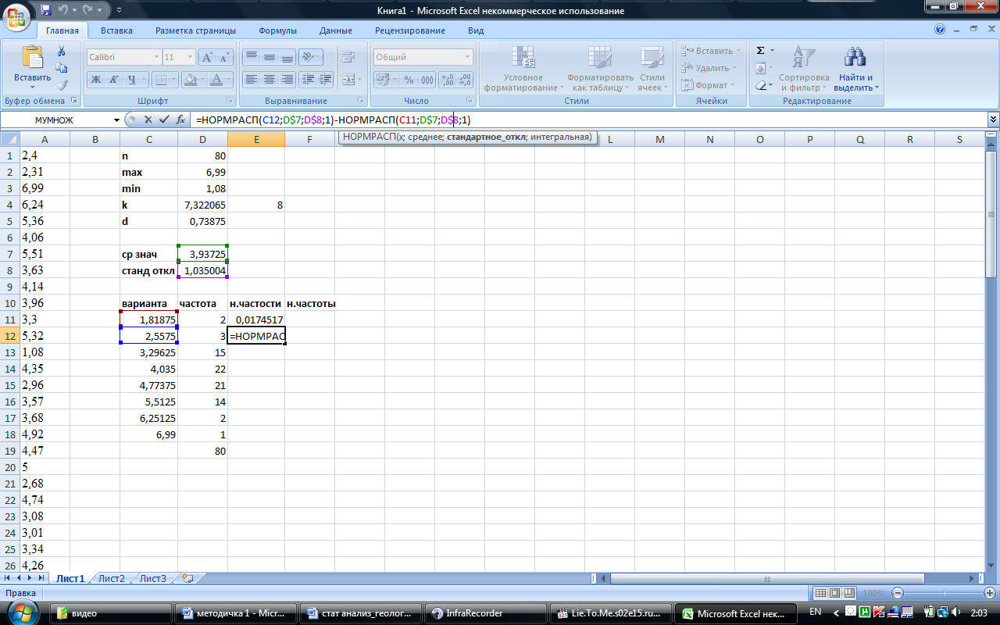 Книга1 - Microsoft Excel некоммерческое использование
Главная Вставка Разметка страницы Формулы Данные Рецензирование Вид
Вставить
Calibri 11
Ж К Ч
А
Общий
% 000
Условное форматирование
Форматировать как таблицу
Стили ячеек
Вставить
Удалить
Формат
Σ
Сортировка и фильтр
Найти и выделить
Буфер обмена Шрифт Выравнивание Число Стили Ячейки Редактирование
МУМНОЖ fx =НОРМРАСП(C12;D$7;D$8;1)-НОРМРАСП(C11;D$7;D$8;1)
НОРМРАСП(x; среднее; стандартное_откл; интегральная)
A B C D E F L M N O P Q R S
1 2,4 n 80
2 2,31 max 6,99
3 6,99 min 1,08
4 6,24 k 7,322065 8
5 5,36 d 0,73875
6 4,06
7 5,51 ср знач 3,93725
8 3,63 станд откл 1,035004
9 4,14
10 3,96 варианта частота н.частости н.частоты
11 3,3 1,81875 2 0,0174517
12 5,32 2,5575 3 =НОРМРАС
13 1,08 3,29625 15
14 4,35 4,035 22
15 2,96 4,77375 21
16 3,57 5,5125 14
17 3,68 6,25125 2
18 4,92 6,99 1
19 4,47 80
20 5
21 2,68
22 4,74
23 3,08
24 3,01
25 3,34
26 4,26
Лист1 Лист2 Лист3
Правка 100%
видео методичка 1 - Micr... стат анализ_геолог... InfraRecorder Lie.To.Me.s02e15.ru... Microsoft Excel нек... EN 2:03